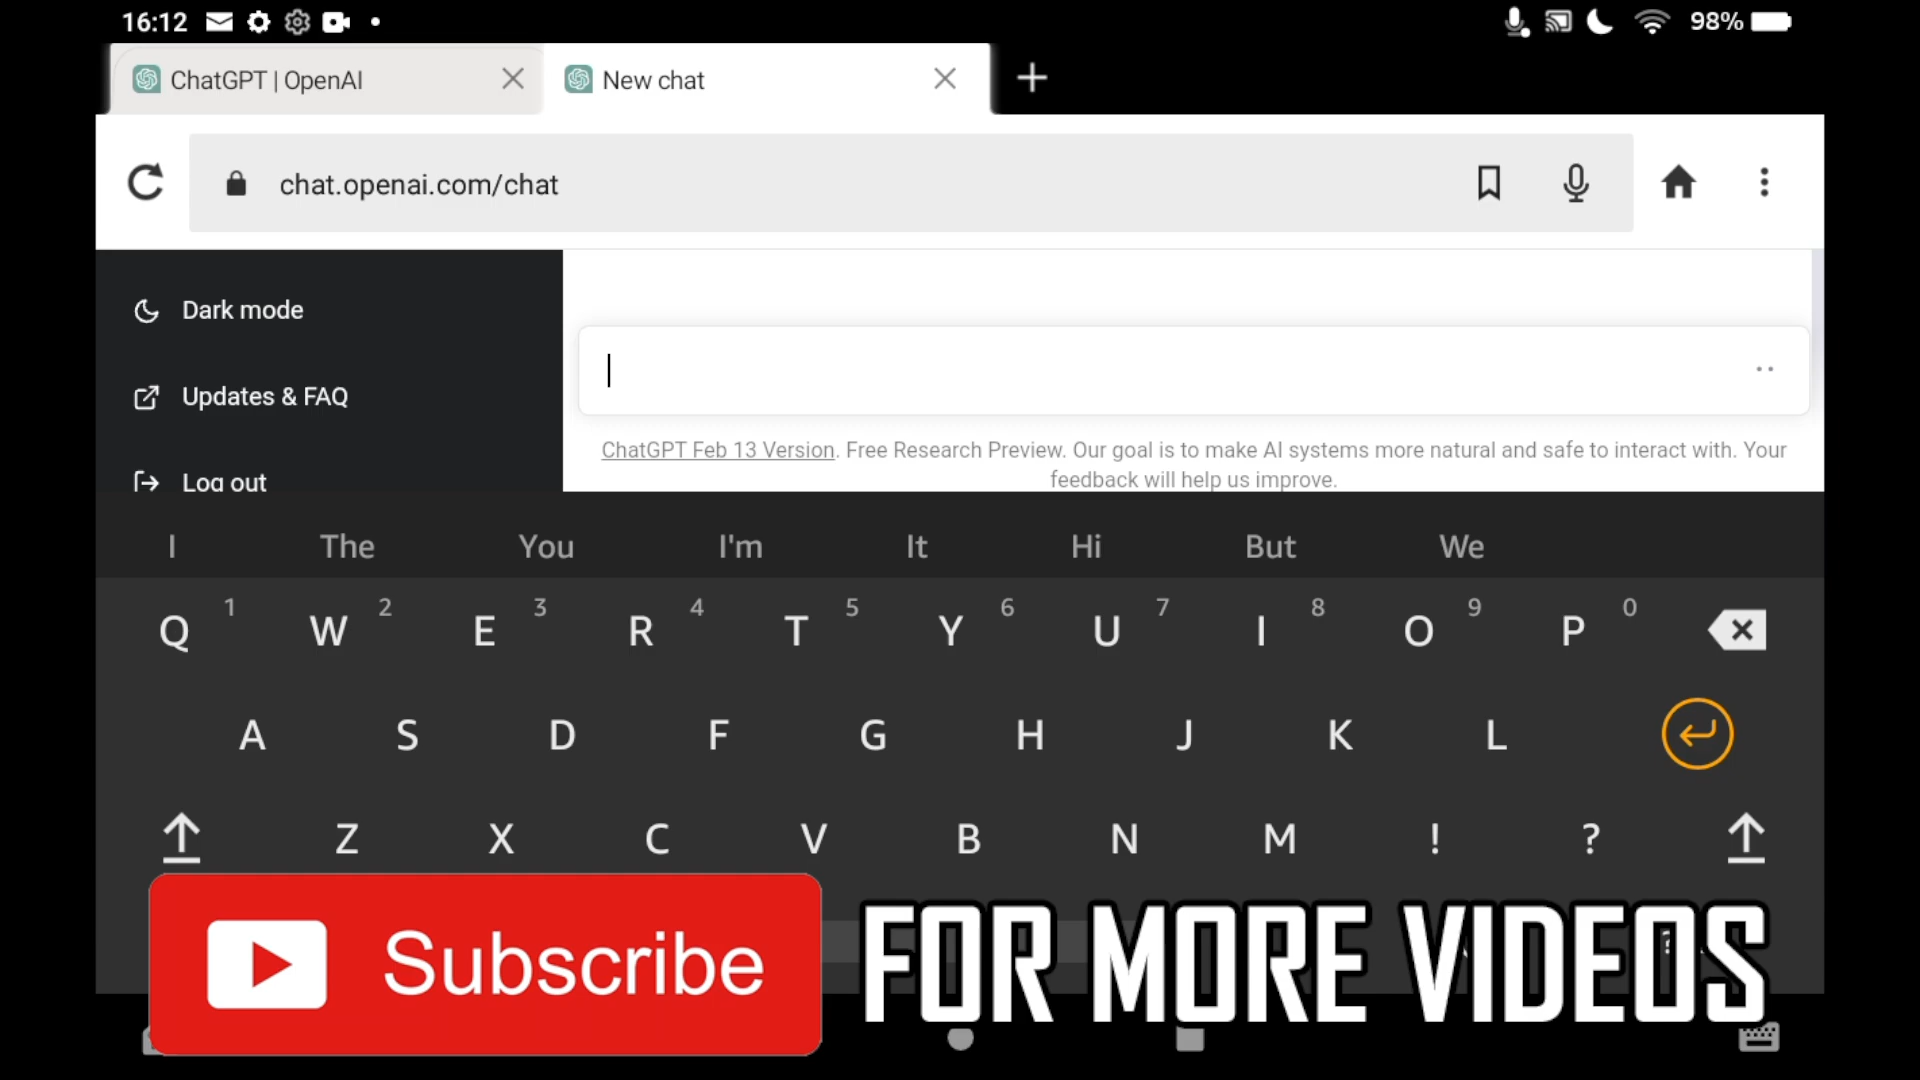 16:12
98%
ChatGPT | OpenAI
New chat
chat.openai.com/chat
Dark mode
Updates & FAQ
Log out
ChatGPT Feb 13 Version. Free Research Preview. Our goal is to make AI systems more natural and safe to interact with. Your
feedback will help us improve.
I The You I'm It Hi But We
1 2 3 4 5 6 7 8 9 0
Q W E R T Y U I O P
A S D F G H J K L
Z X C V B N M ! ?
Subscribe
FOR MORE VIDEOS